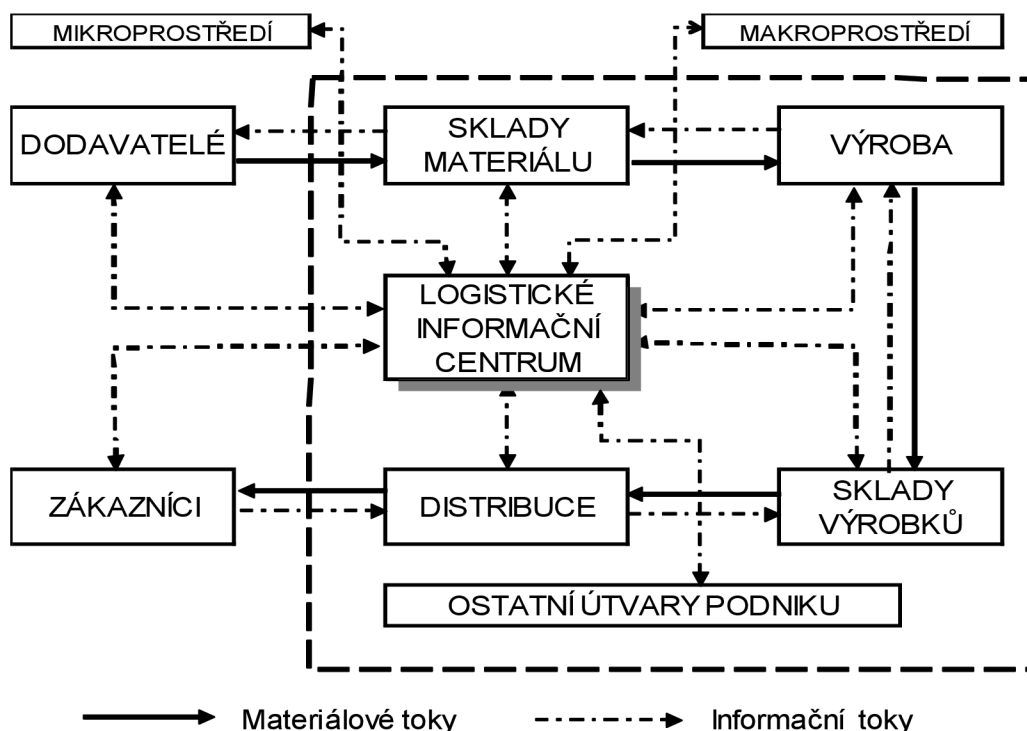 MIKROPROSTŘEDÍ
MAKROPROSTŘEDÍ
DODAVATELÉ
SKLADY
MATERIÁLU
VÝROBA
LOGISTICKÉ
INFORMAČNÍ
CENTRUM
ZÁKAZNÍCI
DISTRIBUCE
SKLADY
VÝROBKŮ
OSTATNÍ ÚTVARY PODNIKU
Materiálové toky
Informační toky